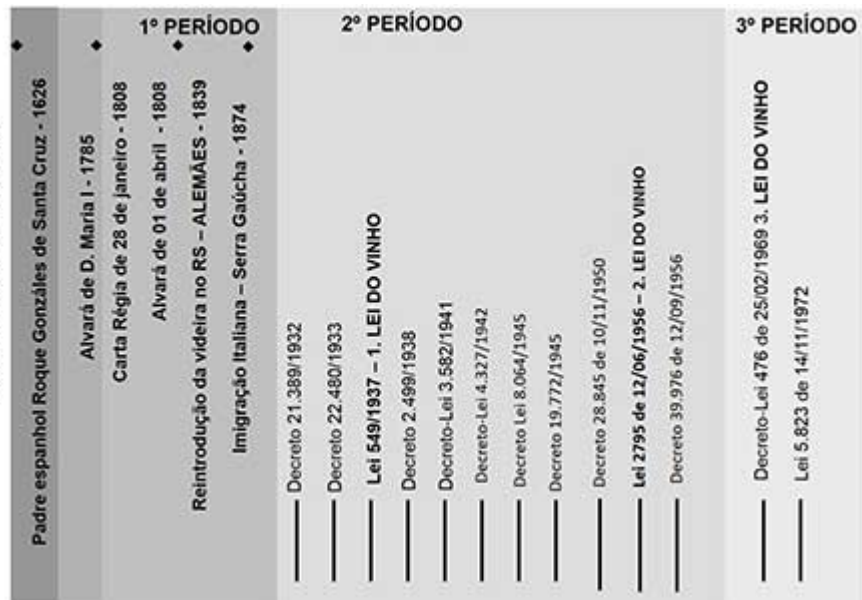 1º PERÍODO
Padre espanhol Roque Gonzáles de Santa Cruz - 1626
Alvará de D. Maria I - 1785
Carta Régia de 28 de janeiro - 1808
Alvará de 01 de abril - 1808
Reintrodução da videira no RS – ALEMÃES - 1839
Imigração Italiana – Serra Gaúcha - 1874
2º PERÍODO
Decreto 21.389/1932
Decreto 22.480/1933
Lei 549/1937 – 1. LEI DO VINHO
Decreto 2.499/1938
Decreto-Lei 3.582/1941
Decreto-Lei 4.327/1942
Decreto Lei 8.064/1945
Decreto 19.772/1945
Decreto 28.845 de 10/11/1950
Lei 2795 de 12/06/1956 – 2. LEI DO VINHO
Decreto 39.976 de 12/09/1956
3º PERÍODO
Decreto-Lei 476 de 25/02/1969 3. LEI DO VINHO
Lei 5.823 de 14/11/1972